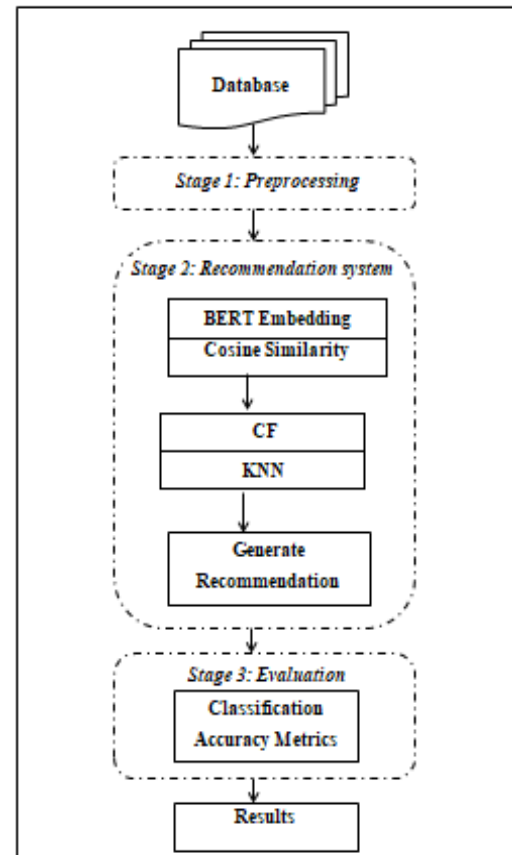 Database
Stage 1: Preprocessing
Stage 2: Recommendation system
BERT Embedding
Cosine Similarity
CF
KNN
Generate
Recommendation
Stage 3: Evaluation
Classification
Accuracy Metrics
Results